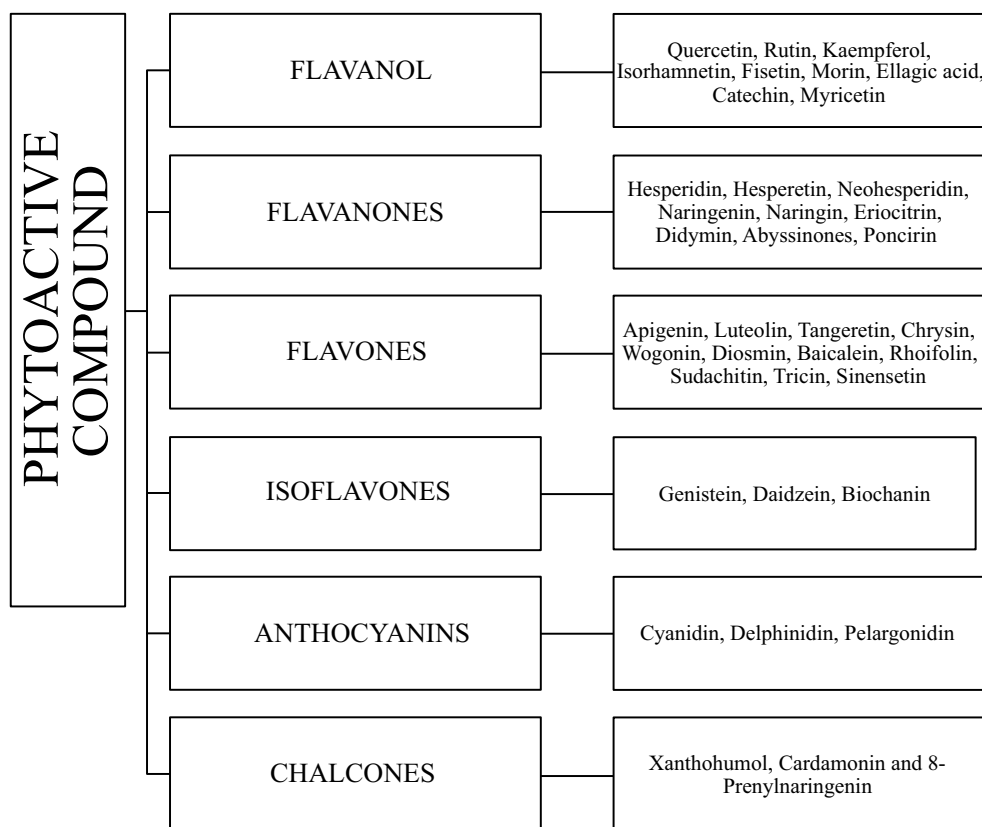 PHYTOACTIVE
COMPOUND
FLAVANOL
Quercetin, Rutin, Kaempferol,
Isorhamnetin, Fisetin, Morin, Ellagic acid,
Catechin, Myricetin
FLAVANONES
Hesperidin, Hesperetin, Neohesperidin,
Naringenin, Naringin, Eriocitrin,
Didymin, Abyssinones, Poncirin
FLAVONES
Apigenin, Luteolin, Tangeretin, Chrysin,
Wogonin, Diosmin, Baicalein, Rhoifolin,
Sudachitin, Tricin, Sinensetin
ISOFLAVONES
Genistein, Daidzein, Biochanin
ANTHOCYANINS
Cyanidin, Delphinidin, Pelargonidin
CHALCONES
Xanthohumol, Cardamonin and 8-
Prenylnaringenin